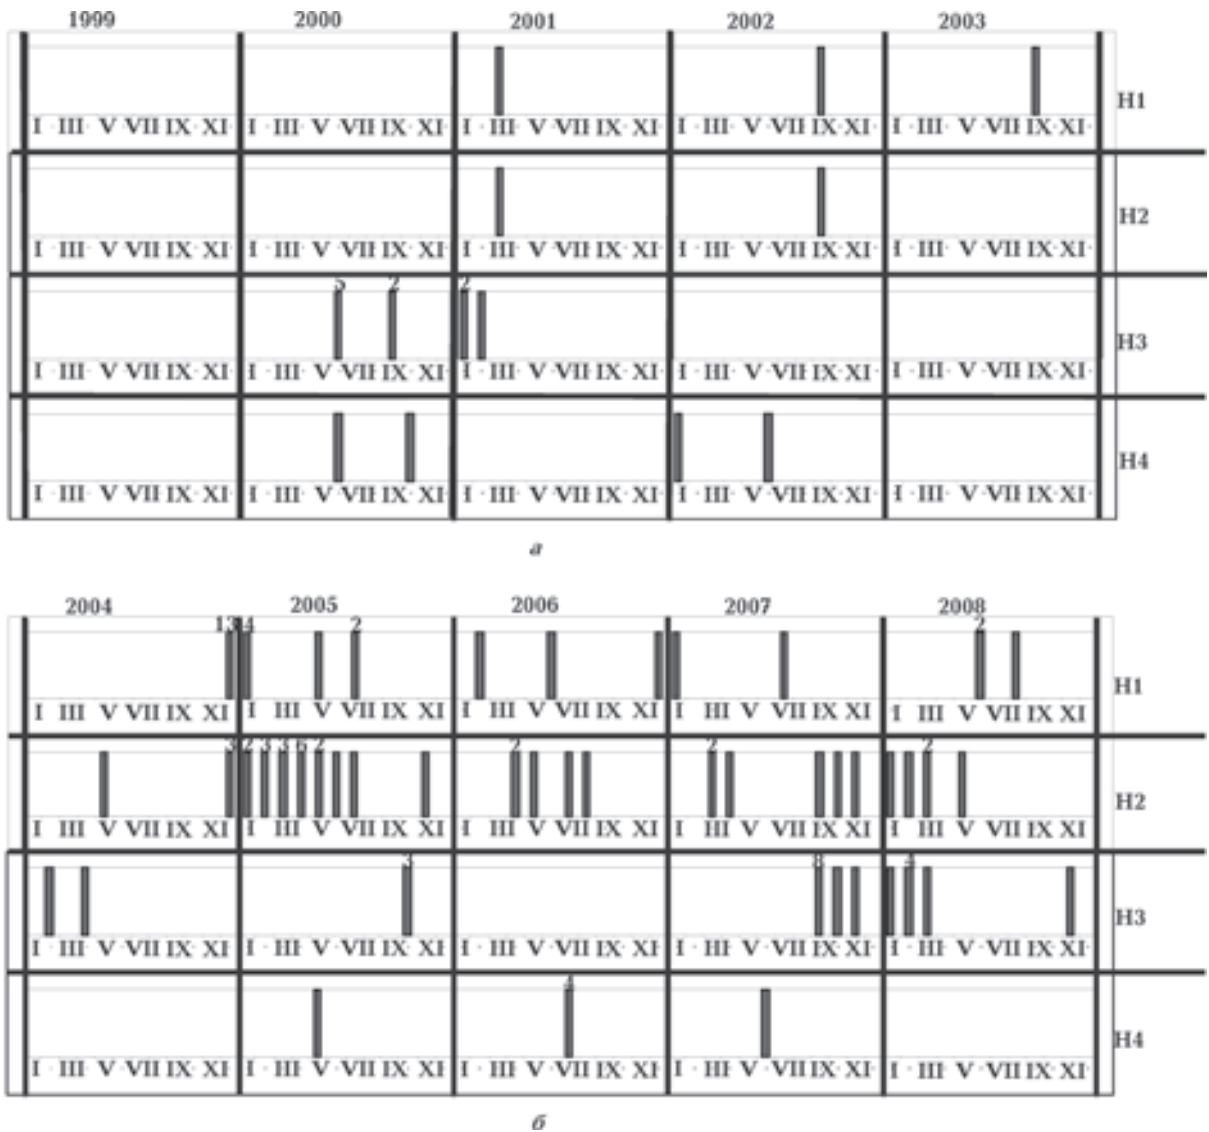 1999 2000 2001 2002 2003
I III V VII IX XI I III V VII IX XI I III V VII IX XI I III V VII IX XI I III V VII IX XI H1
I III V VII IX XI I III V VII IX XI I III V VII IX XI I III V VII IX XI I III V VII IX XI H2
5 2 2
I III V VII IX XI I III V VII IX XI I III V VII IX XI I III V VII IX XI I III V VII IX XI H3
I III V VII IX XI I III V VII IX XI I III V VII IX XI I III V VII IX XI I III V VII IX XI H4
а
2004 2005 2006 2007 2008
13 4 2 2
I III V VII IX XI I III V VII IX XI I III V VII IX XI I III V VII IX XI I III V VII IX XI H1
3 2 3 3 6 2 2 2 2
I III V VII IX XI I III V VII IX XI I III V VII IX XI I III V VII IX XI I III V VII IX XI H2
3 8 4
I III V VII IX XI I III V VII IX XI I III V VII IX XI I III V VII IX XI I III V VII IX XI H3
4
I III V VII IX XI I III V VII IX XI I III V VII IX XI I III V VII IX XI I III V VII IX XI H4
б